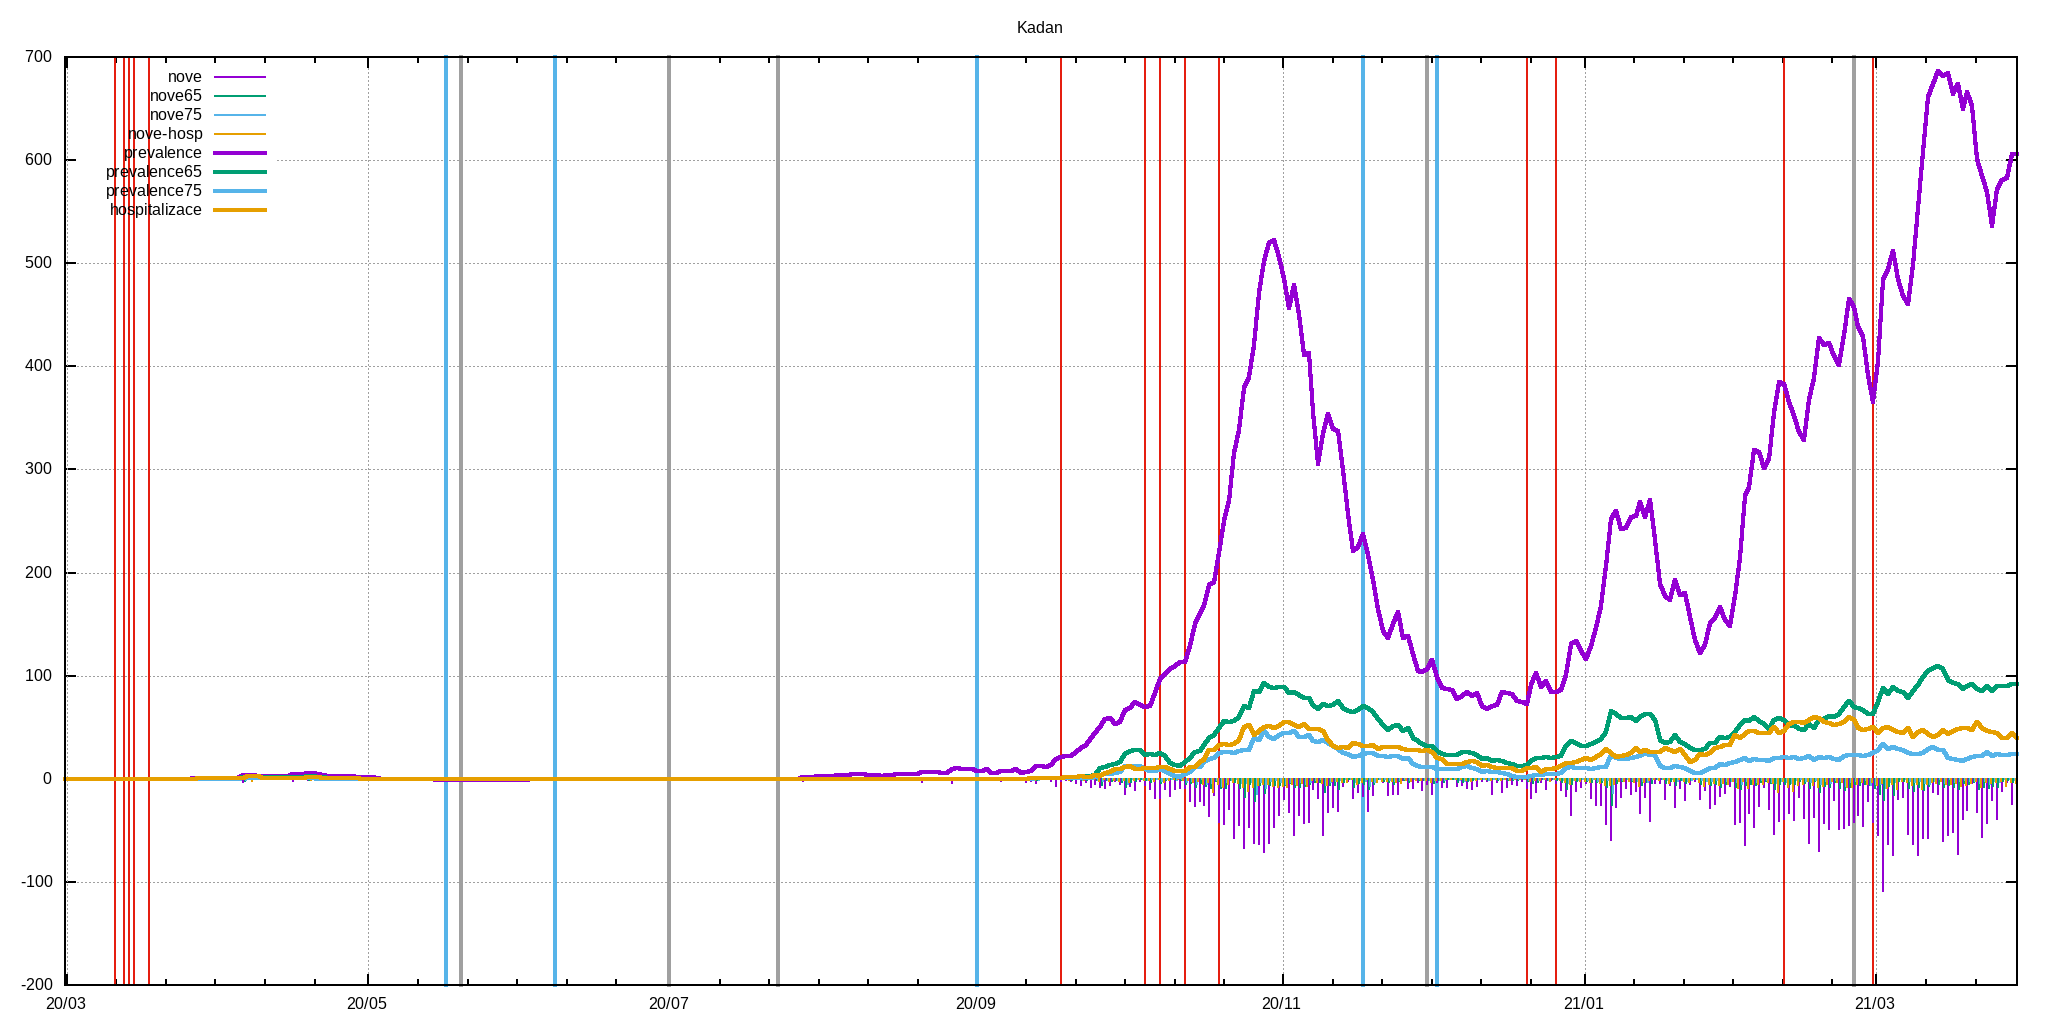 Kadan
700
600
500
400
300
200
100
0
-100
-200
nove
nove65
nove75
nove-hosp
prevalence
prevalence65
prevalence75
hospitalizace
20/03 20/05 20/07 20/09 20/11 21/01 21/03